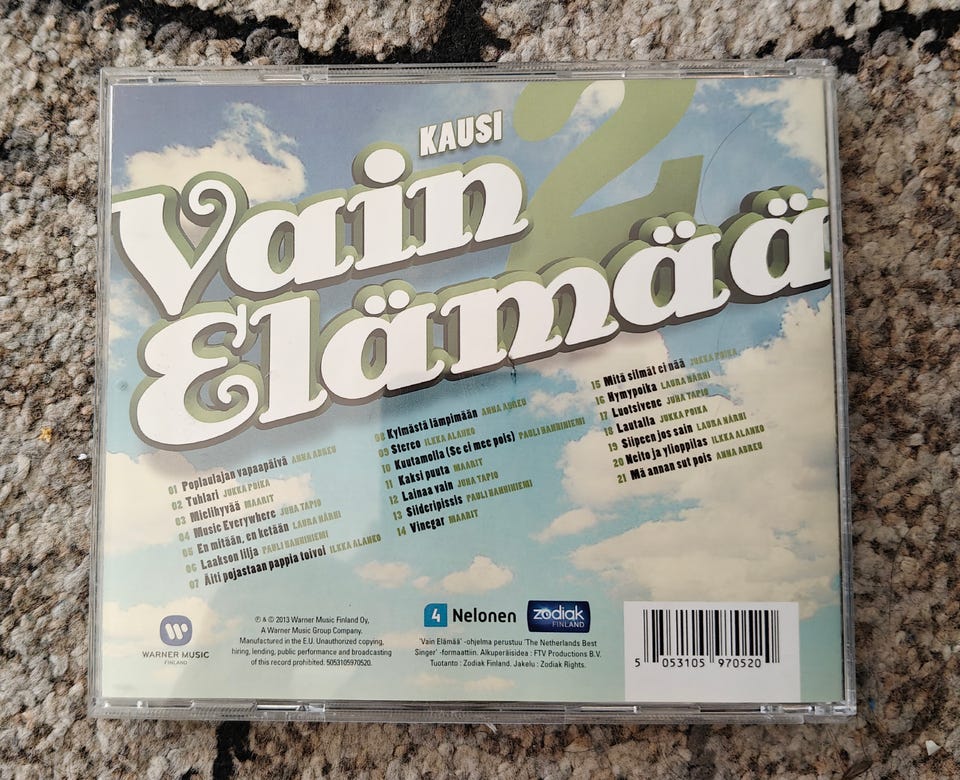 KAUSI 2
Vain
Elämää
01 Poplaulajan vapaapäivä ANNA ABREU
02 Tuhlari JUKKA POIKA
03 Mielihyvää MAARIT
04 Music Everywhere JUHA TAPIO
05 En mitään, en ketään LAURA NÄRHI
06 Laakson lilja PAULI HANHINIEMI
07 Äiti pojastaan pappia toivoi ILKKA ALANKO
08 Kylmästä lämpimään ANNA ABREU
09 Stereo ILKKA ALANKO
10 Kuutamolla (Se ei mee pois) PAULI HANHINIEMI
11 Kaksi puuta MAARIT
12 Lainaa vain JUHA TAPIO
13 Siideripissis PAULI HANHINIEMI
14 Vinegar MAARIT
15 Mitä silmät ei nää JUKKA POIKA
16 Hymypoika LAURA NÄRHI
17 Luotsivene JUHA TAPIO
18 Lautalla JUKKA POIKA
19 Siipeen jos sain LAURA NÄRHI
20 Neito ja ylioppilas ILKKA ALANKO
21 Mä annan sut pois ANNA ABREU
WARNER MUSIC
FINLAND
℗ & © 2013 Warner Music Finland Oy,
A Warner Music Group Company.
Manufactured in the E.U. Unauthorized copying,
hiring, lending, public performance and broadcasting
of this record prohibited. 5053105970520.
4 Nelonen
zodiak
FINLAND
'Vain Elämää' -ohjelma perustuu 'The Netherlands Best
Singer' -formaattiin. Alkuperäisidea : FTV Productions B.V.
Tuotanto : Zodiak Finland. Jakelu : Zodiak Rights.
5 053105 970520